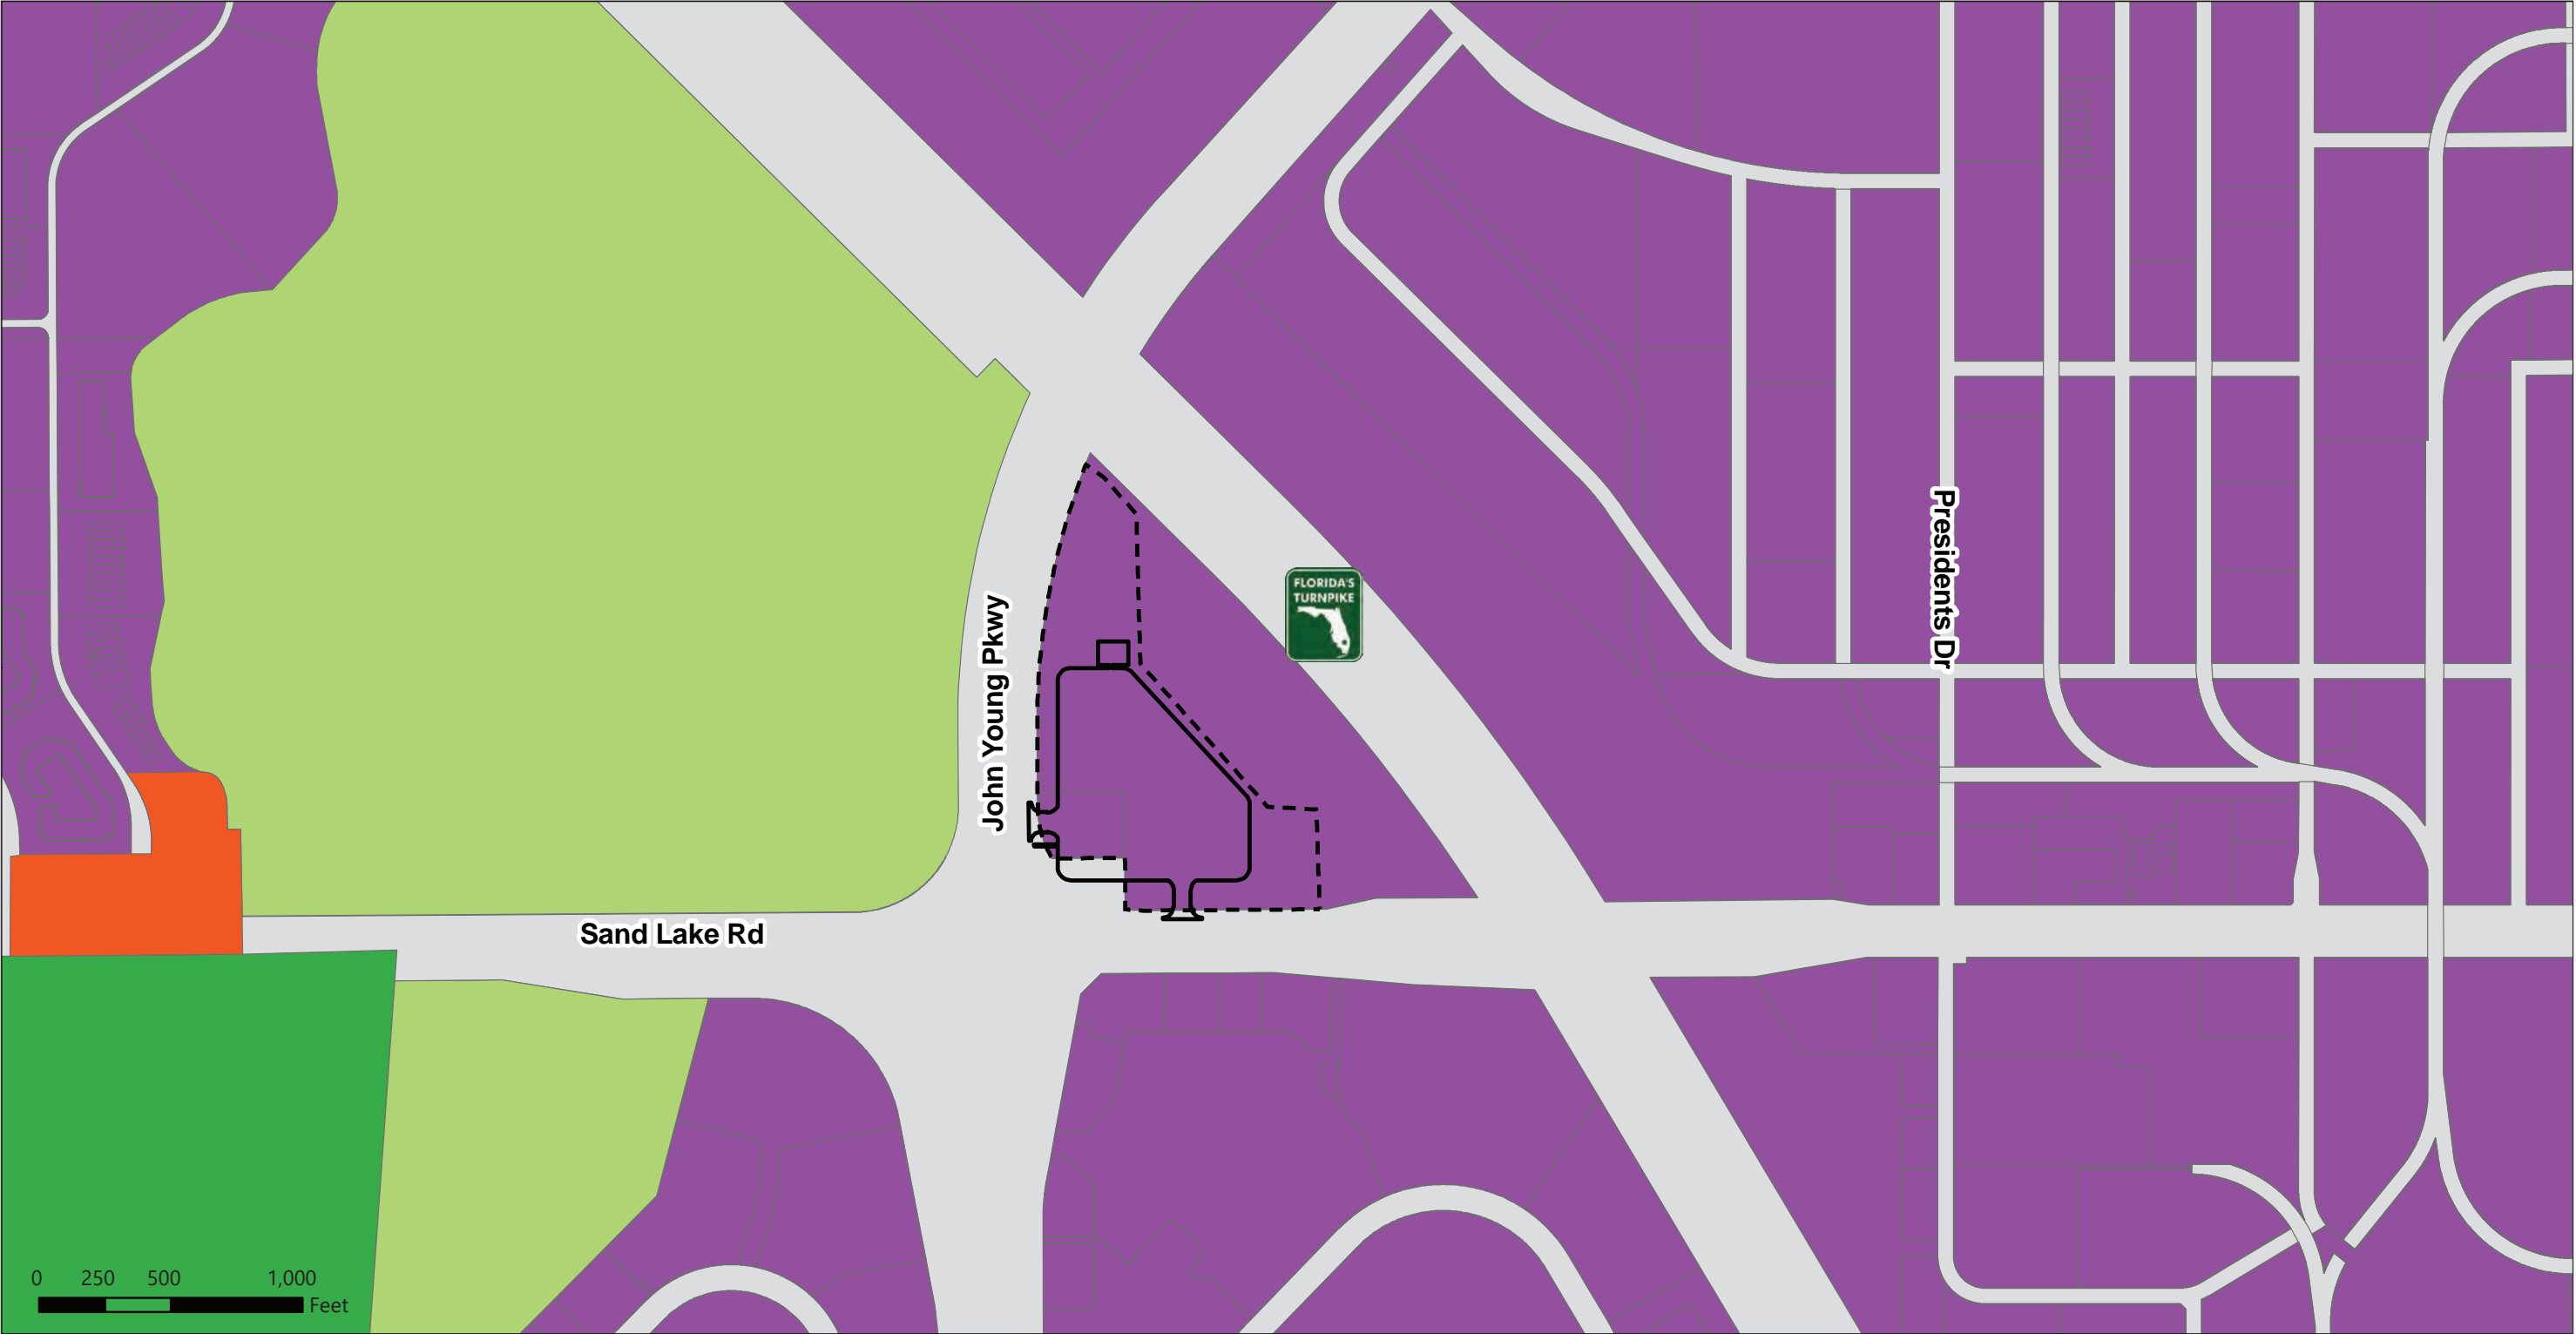 FLORIDA'S
TURNPIKE
Presidents Dr
John Young Pkwy
Sand Lake Rd
0 250 500 1,000
Feet